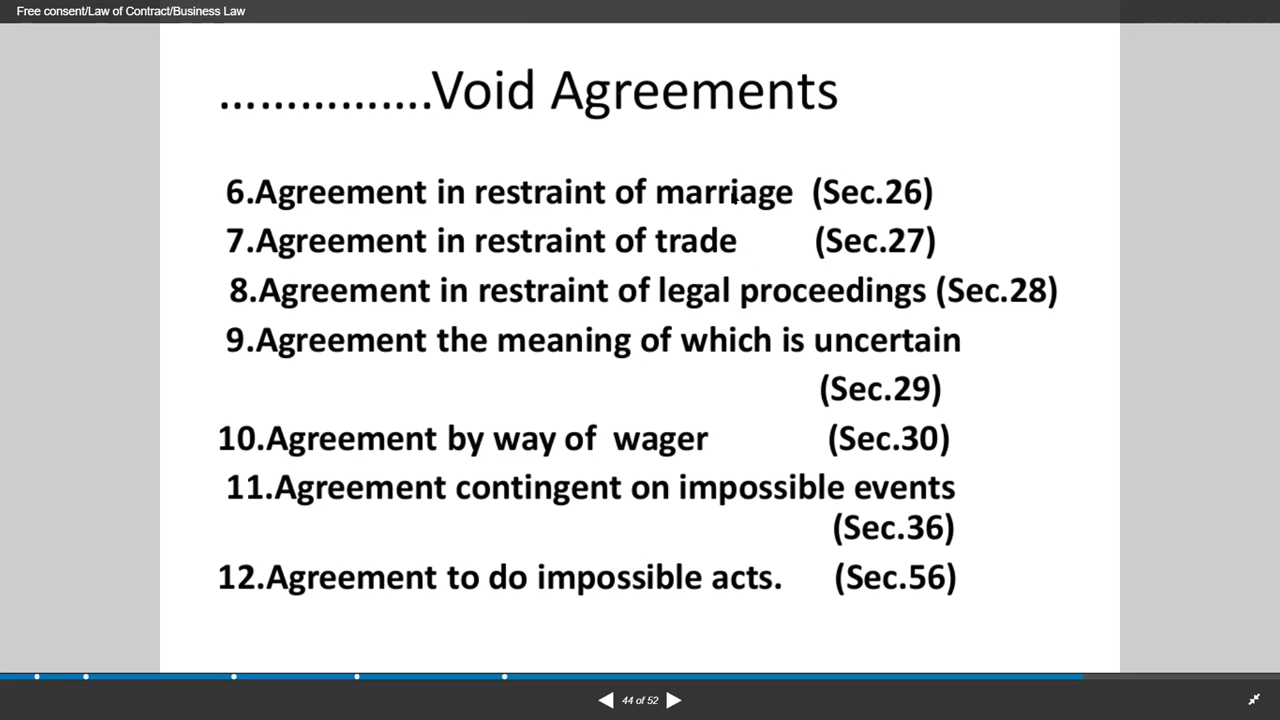 Free consent/Law of Contract/Business Law
................Void Agreements
6.Agreement in restraint of marriage (Sec.26)
7.Agreement in restraint of trade (Sec.27)
8.Agreement in restraint of legal proceedings (Sec.28)
9.Agreement the meaning of which is uncertain
(Sec.29)
10.Agreement by way of wager (Sec.30)
11.Agreement contingent on impossible events
(Sec.36)
12.Agreement to do impossible acts. (Sec.56)
44 of 52